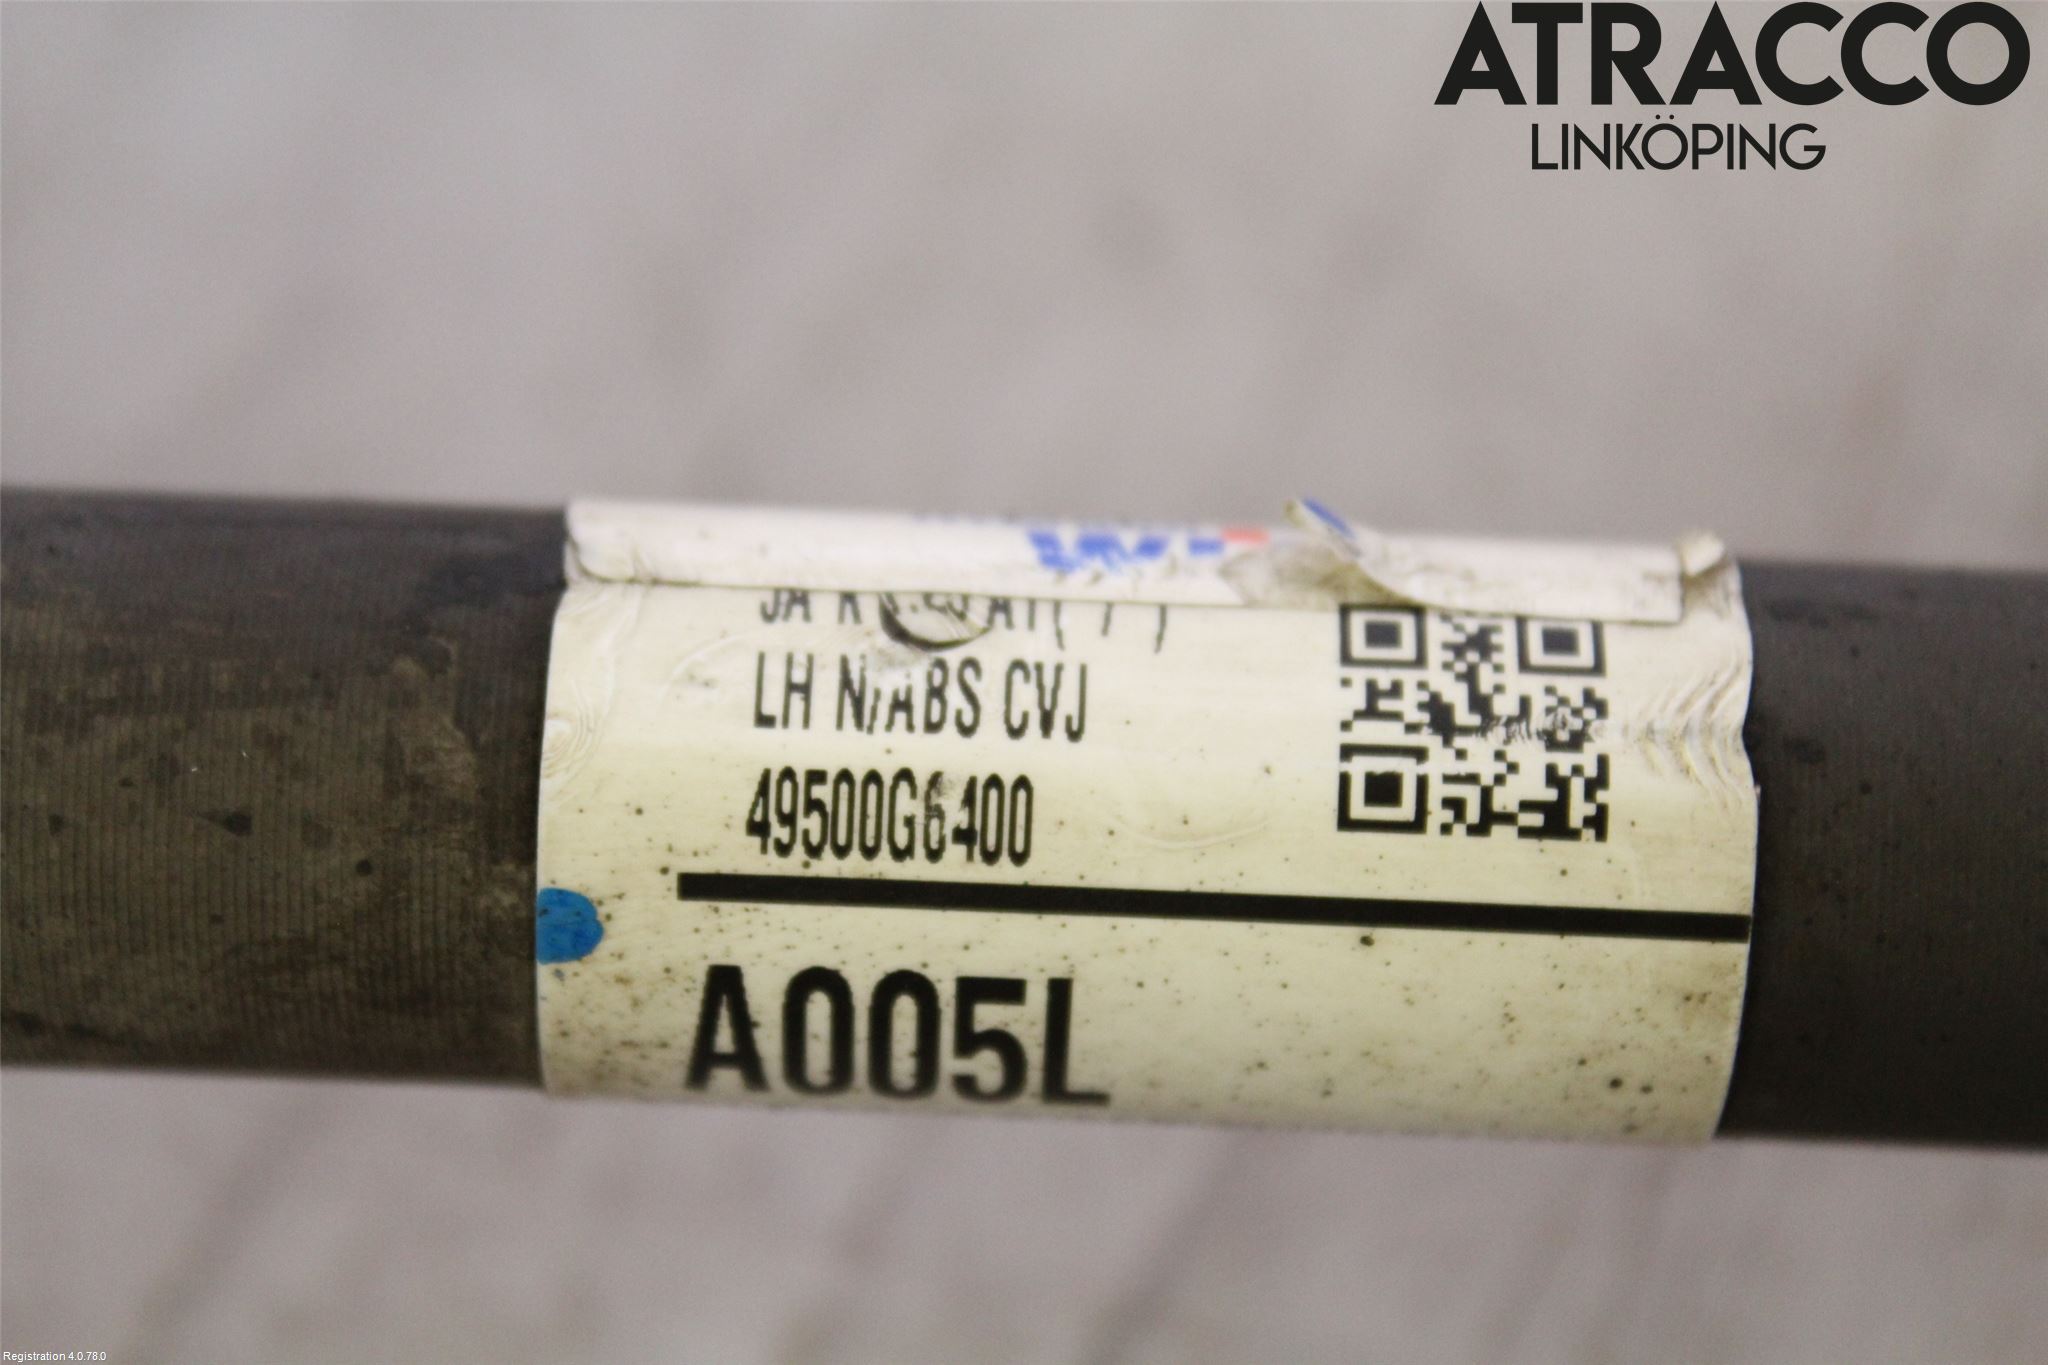 ATRACCO
LINKÖPING
LH N/ABS CVJ
49500G6400
A005L
Registration 4.0.78.0